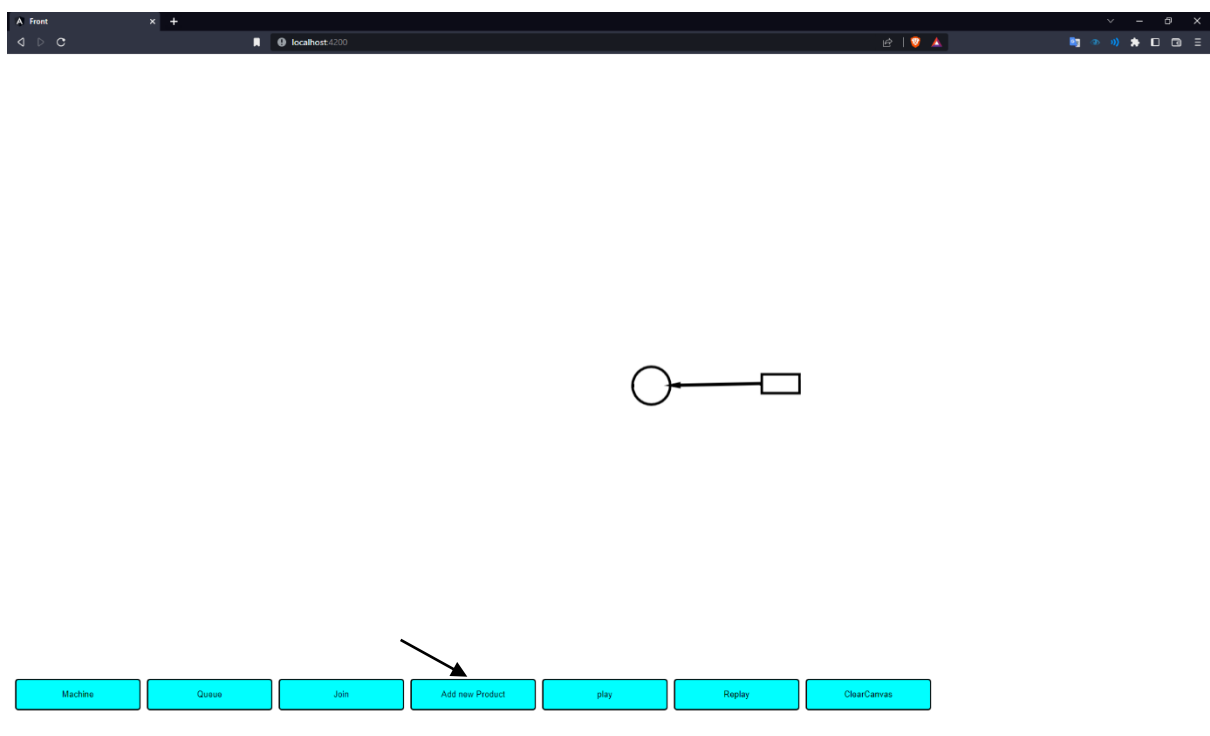 Front
localhost:4200
Machine
Queue
Join
Add new Product
play
Replay
ClearCanvas